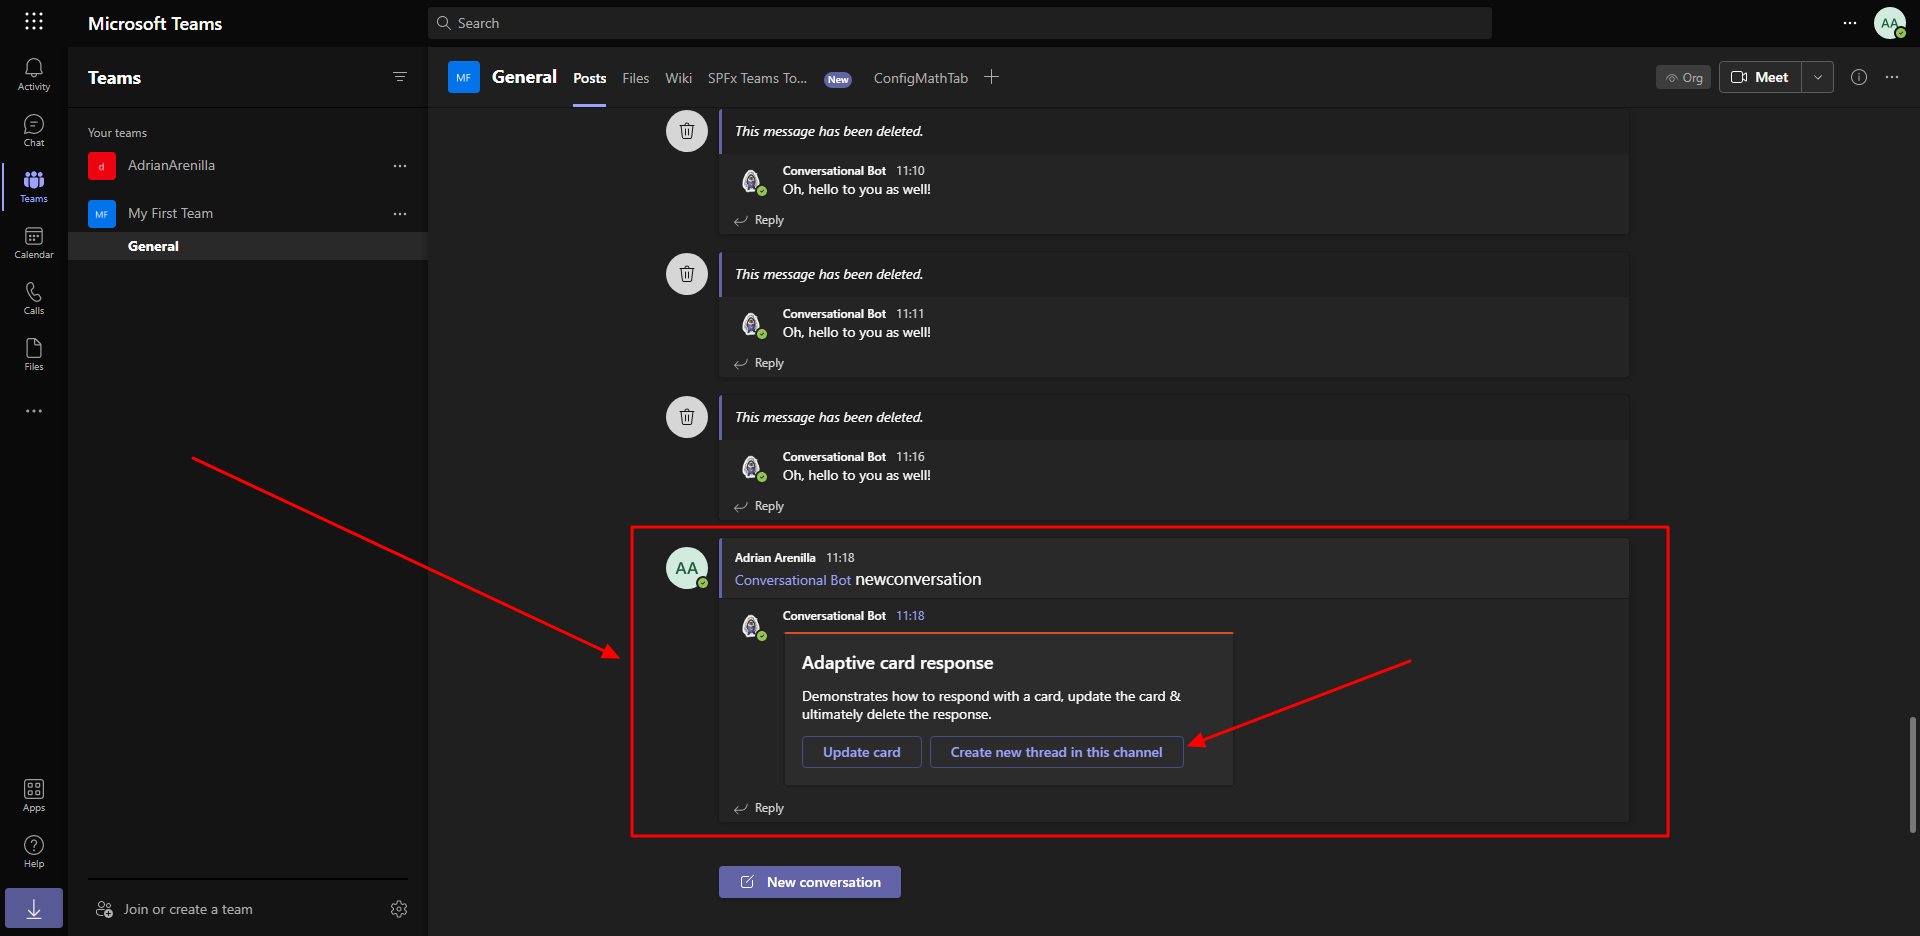 Microsoft Teams
Search
AA
Activity
Chat
Teams
Calendar
Calls
Files
Apps
Help
Teams
Your teams
d AdrianArenilla
MF My First Team
General
Join or create a team
MF General Posts Files Wiki SPFx Teams To... New ConfigMathTab
Org Meet
This message has been deleted.
Conversational Bot 11:10
Oh, hello to you as well!
Reply
This message has been deleted.
Conversational Bot 11:11
Oh, hello to you as well!
Reply
This message has been deleted.
Conversational Bot 11:16
Oh, hello to you as well!
Reply
AA
Adrian Arenilla 11:18
Conversational Bot newconversation
Conversational Bot 11:18
Adaptive card response
Demonstrates how to respond with a card, update the card &
ultimately delete the response.
Update card Create new thread in this channel
Reply
New conversation